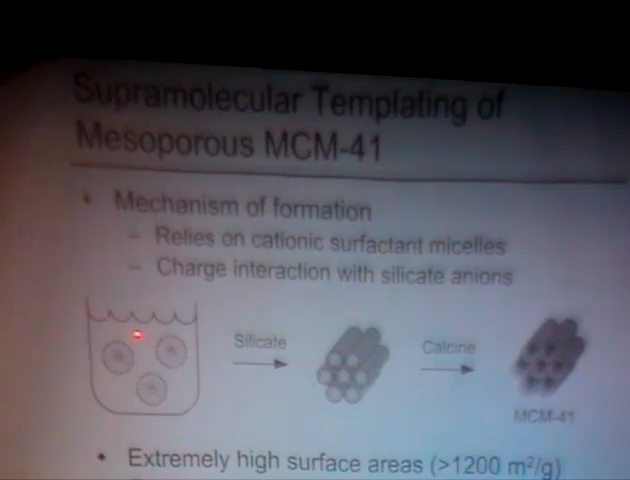 Supramolecular Templating of
Mesoporous MCM-41
• Mechanism of formation
– Relies on cationic surfactant micelles
– Charge interaction with silicate anions
Silicate
Calcine
MCM-41
• Extremely high surface areas (>1200 m²/g)